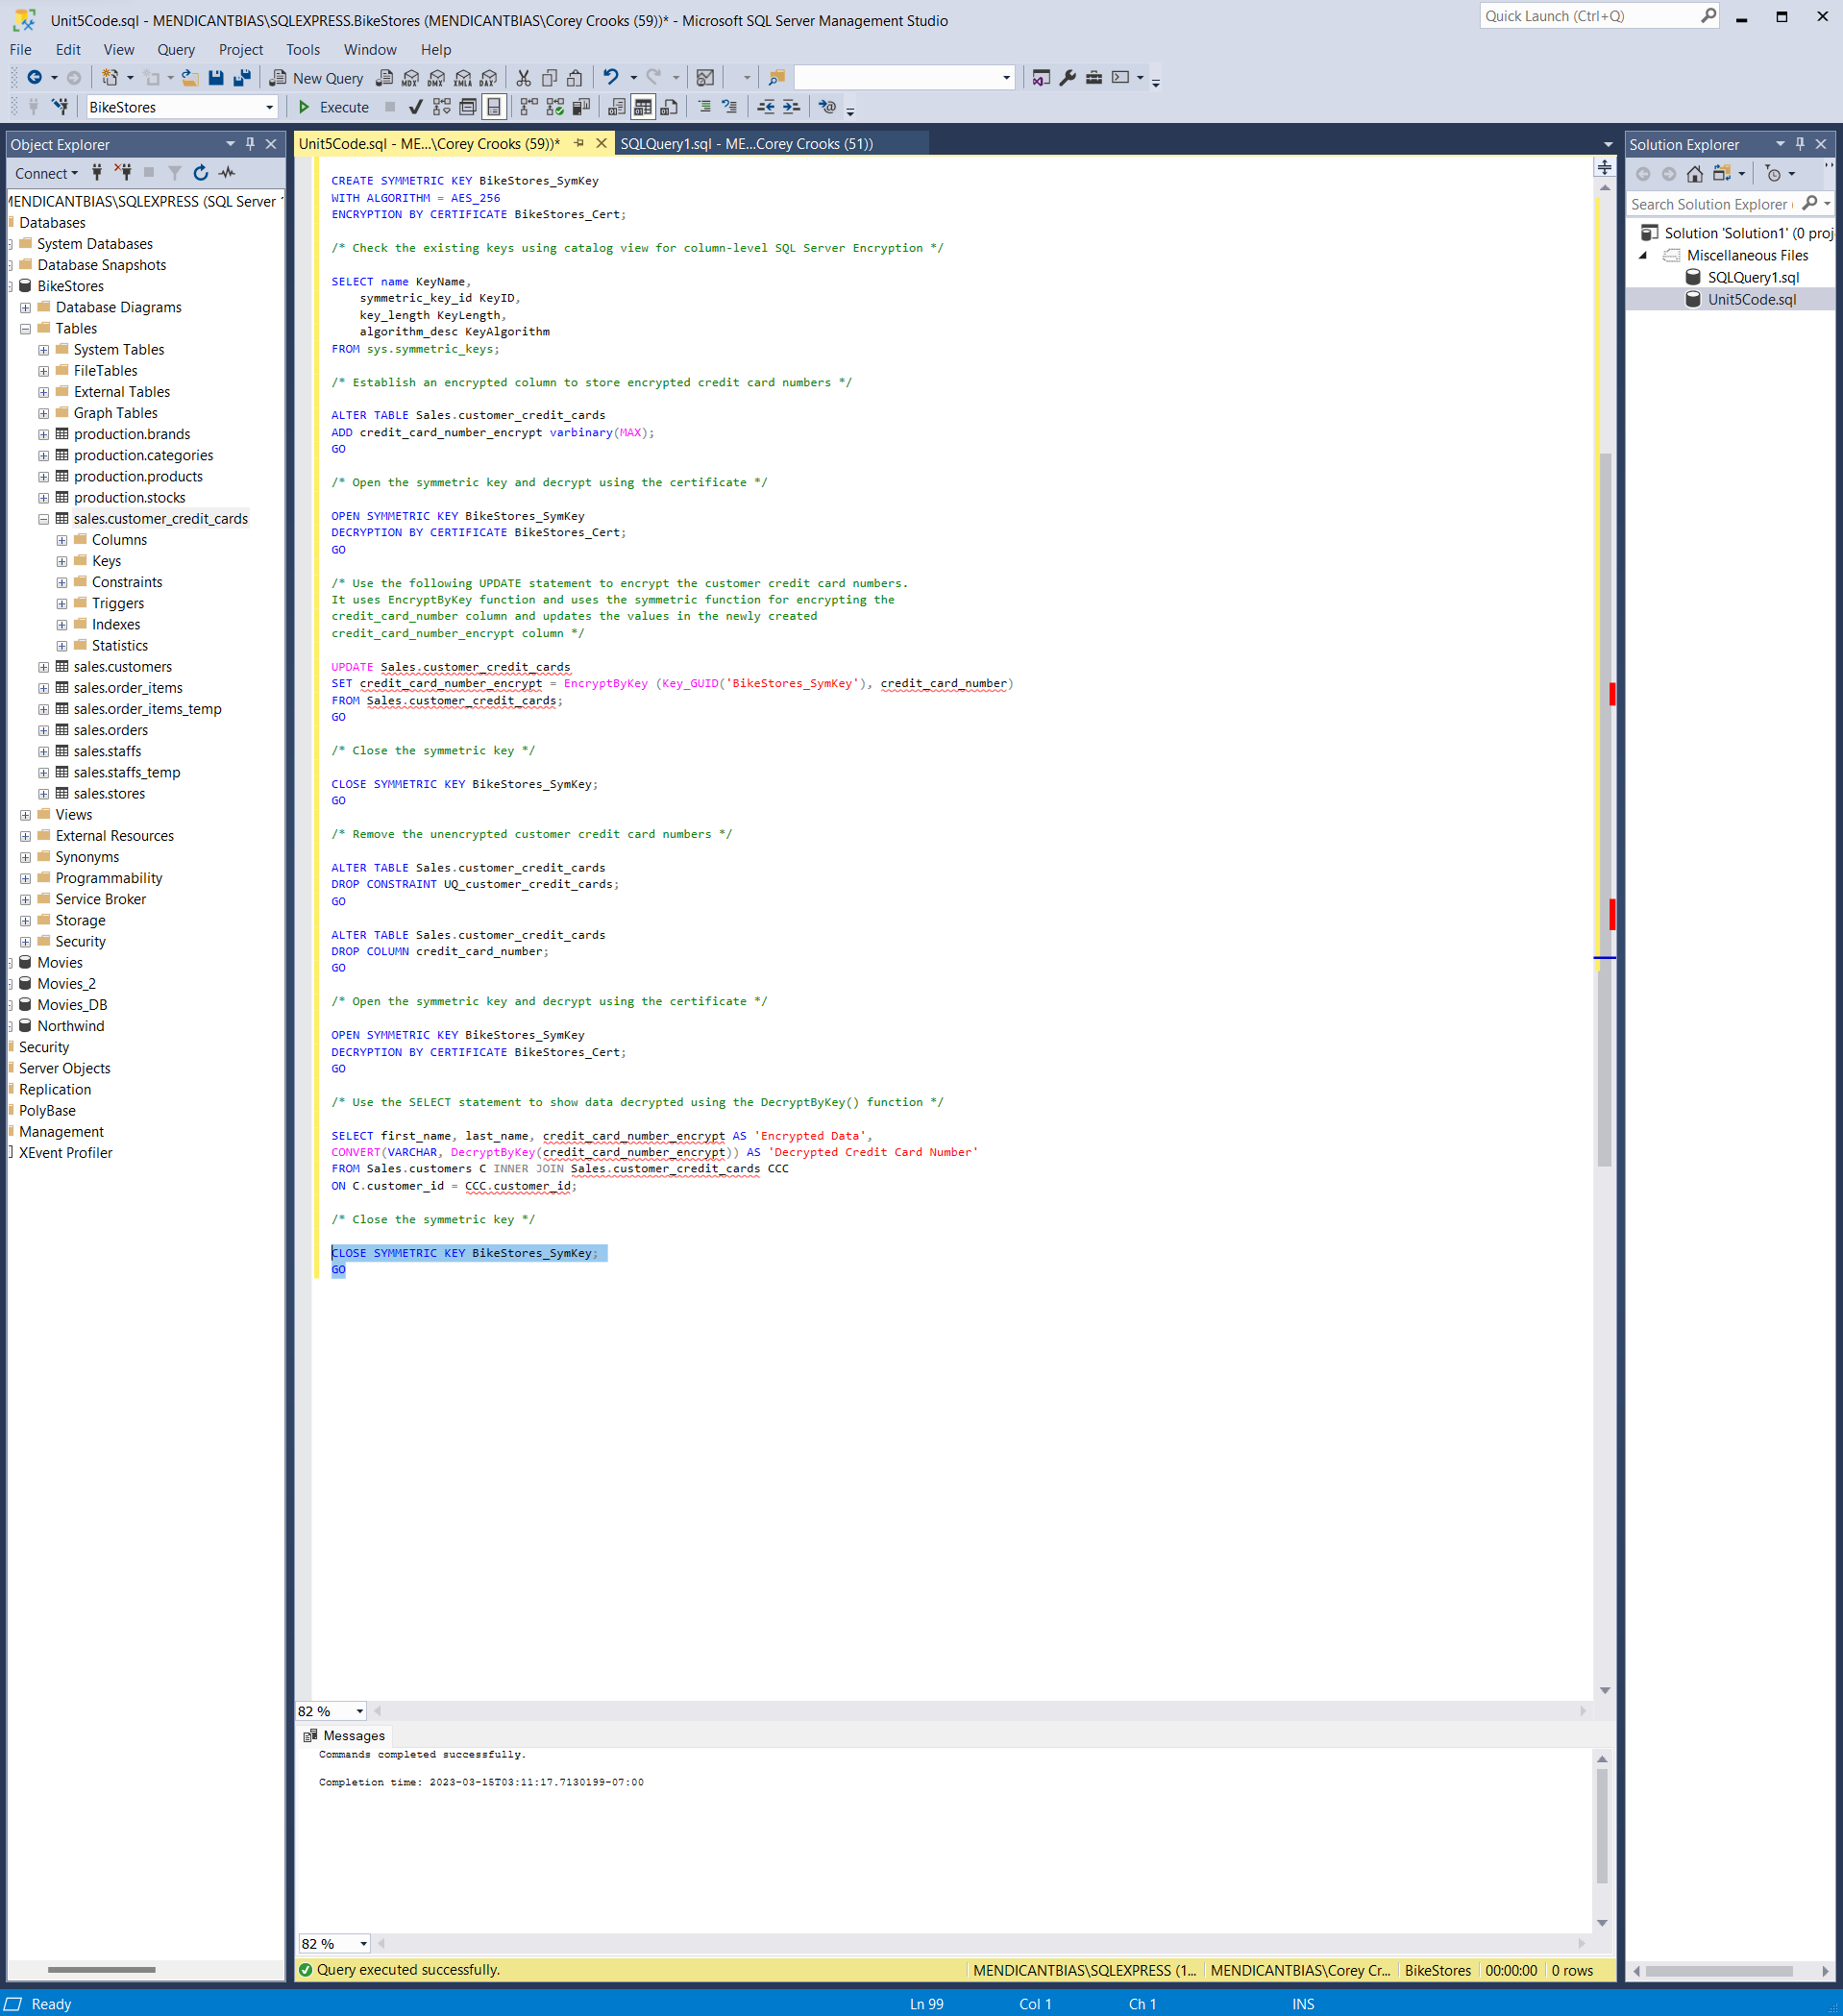 Unit5Code.sql - MENDICANTBIAS\SQLEXPRESS.BikeStores (MENDICANTBIAS\Corey Crooks (59))* - Microsoft SQL Server Management Studio
Quick Launch (Ctrl+Q)
File Edit View Query Project Tools Window Help
New Query MDX DMX XMLA DAX
BikeStores
Execute
Object Explorer
Connect
MENDICANTBIAS\SQLEXPRESS (SQL Server
Databases
System Databases
Database Snapshots
BikeStores
Database Diagrams
Tables
System Tables
FileTables
External Tables
Graph Tables
production.brands
production.categories
production.products
production.stocks
sales.customer_credit_cards
Columns
Keys
Constraints
Triggers
Indexes
Statistics
sales.customers
sales.order_items
sales.order_items_temp
sales.orders
sales.staffs
sales.staffs_temp
sales.stores
Views
External Resources
Synonyms
Programmability
Service Broker
Storage
Security
Movies
Movies_2
Movies_DB
Northwind
Security
Server Objects
Replication
PolyBase
Management
XEvent Profiler
Unit5Code.sql - ME...\Corey Crooks (59))* SQLQuery1.sql - ME...Corey Crooks (51))
CREATE SYMMETRIC KEY BikeStores_SymKey
WITH ALGORITHM = AES_256
ENCRYPTION BY CERTIFICATE BikeStores_Cert;
/* Check the existing keys using catalog view for column-level SQL Server Encryption */
SELECT name KeyName,
symmetric_key_id KeyID,
key_length KeyLength,
algorithm_desc KeyAlgorithm
FROM sys.symmetric_keys;
/* Establish an encrypted column to store encrypted credit card numbers */
ALTER TABLE Sales.customer_credit_cards
ADD credit_card_number_encrypt varbinary(MAX);
GO
/* Open the symmetric key and decrypt using the certificate */
OPEN SYMMETRIC KEY BikeStores_SymKey
DECRYPTION BY CERTIFICATE BikeStores_Cert;
GO
/* Use the following UPDATE statement to encrypt the customer credit card numbers.
It uses EncryptByKey function and uses the symmetric function for encrypting the
credit_card_number column and updates the values in the newly created
credit_card_number_encrypt column */
UPDATE Sales.customer_credit_cards
SET credit_card_number_encrypt = EncryptByKey (Key_GUID('BikeStores_SymKey'), credit_card_number)
FROM Sales.customer_credit_cards;
GO
/* Close the symmetric key */
CLOSE SYMMETRIC KEY BikeStores_SymKey;
GO
/* Remove the unencrypted customer credit card numbers */
ALTER TABLE Sales.customer_credit_cards
DROP CONSTRAINT UQ_customer_credit_cards;
GO
ALTER TABLE Sales.customer_credit_cards
DROP COLUMN credit_card_number;
GO
/* Open the symmetric key and decrypt using the certificate */
OPEN SYMMETRIC KEY BikeStores_SymKey
DECRYPTION BY CERTIFICATE BikeStores_Cert;
GO
/* Use the SELECT statement to show data decrypted using the DecryptByKey() function */
SELECT first_name, last_name, credit_card_number_encrypt AS 'Encrypted Data',
CONVERT(VARCHAR, DecryptByKey(credit_card_number_encrypt)) AS 'Decrypted Credit Card Number'
FROM Sales.customers C INNER JOIN Sales.customer_credit_cards CCC
ON C.customer_id = CCC.customer_id;
/* Close the symmetric key */
CLOSE SYMMETRIC KEY BikeStores_SymKey;
GO
82 %
Messages
Commands completed successfully.
Completion time: 2023-03-15T03:11:17.7130199-07:00
82 %
Query executed successfully. MENDICANTBIAS\SQLEXPRESS (1... MENDICANTBIAS\Corey Cr... BikeStores 00:00:00 0 rows
Solution Explorer
Search Solution Explorer (
Solution 'Solution1' (0 proj
Miscellaneous Files
SQLQuery1.sql
Unit5Code.sql
Ready Ln 99 Col 1 Ch 1 INS